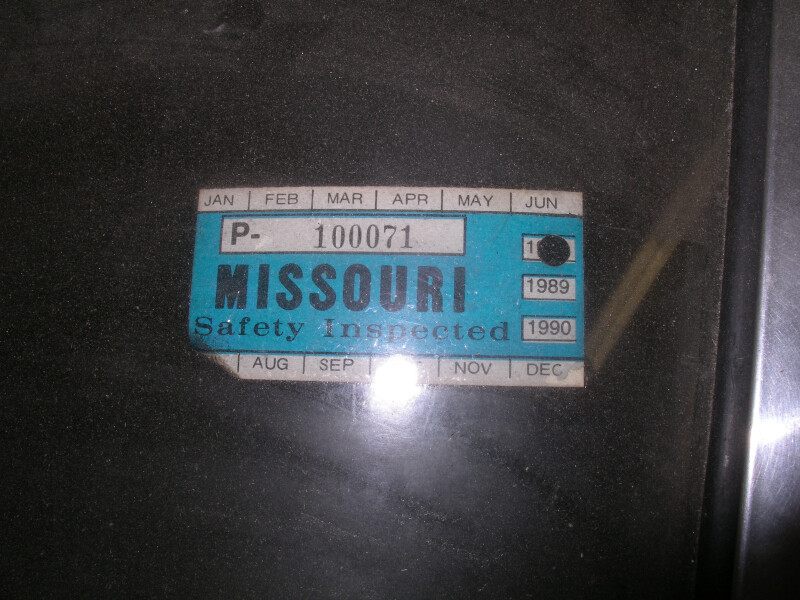 JAN FEB MAR APR MAY JUN
P- 100071
MISSOURI
1989
Safety Inspected
1990
AUG SEP NOV DEC